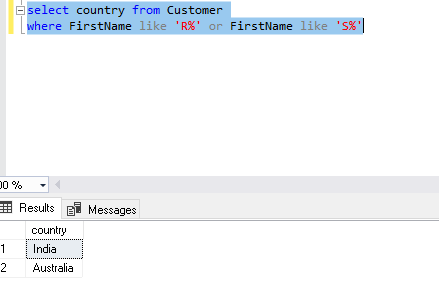 select country from Customer
where FirstName like 'R%' or FirstName like 'S%'
00 %
Results
Messages
country
1 India
2 Australia